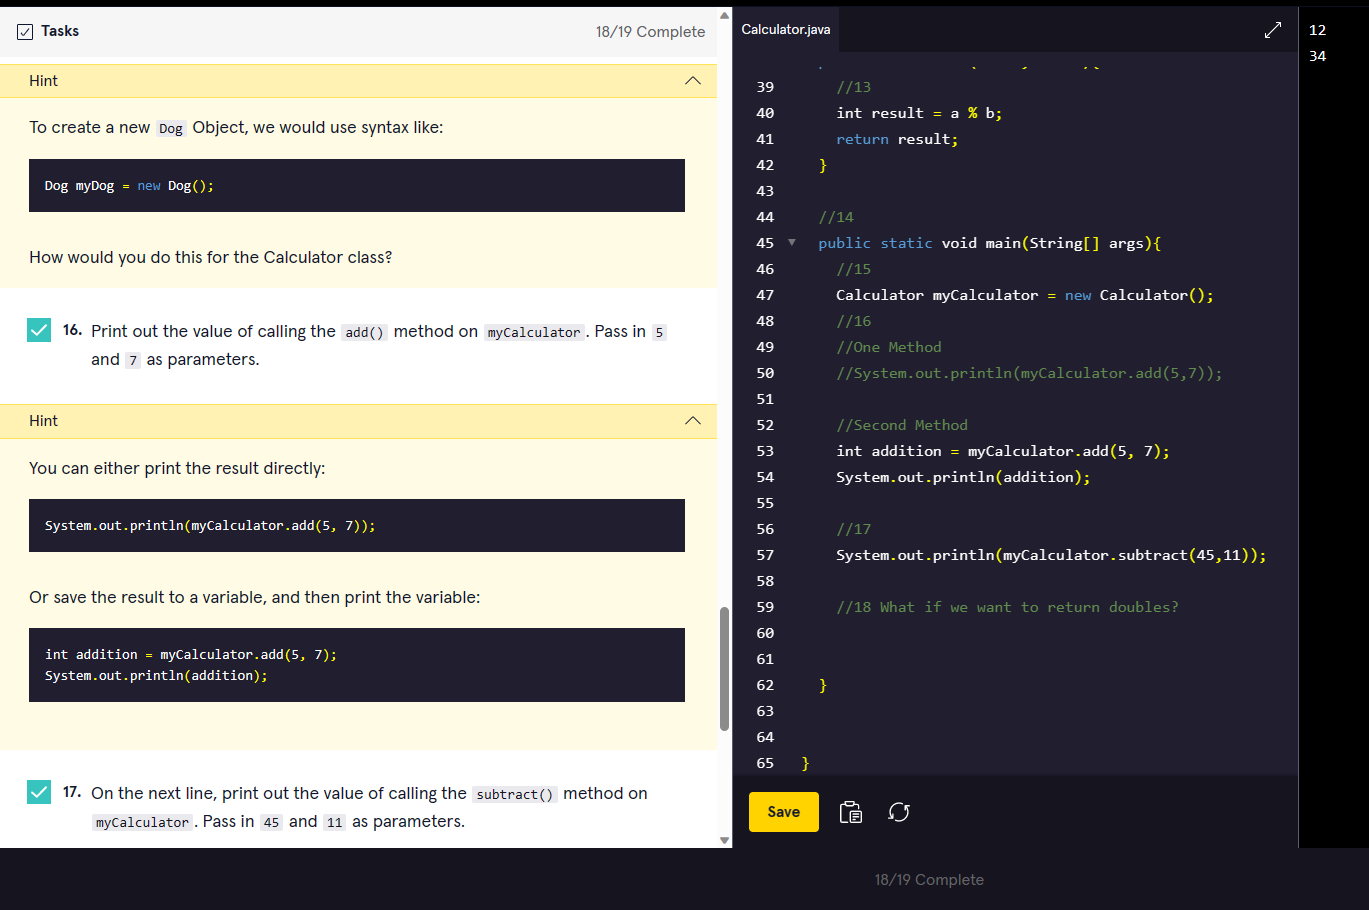 Tasks
18/19 Complete
Hint
To create a new Dog Object, we would use syntax like:
Dog myDog = new Dog();
How would you do this for the Calculator class?
16. Print out the value of calling the add() method on myCalculator. Pass in 5
and 7 as parameters.
Hint
You can either print the result directly:
System.out.println(myCalculator.add(5, 7));
Or save the result to a variable, and then print the variable:
int addition = myCalculator.add(5, 7);
System.out.println(addition);
17. On the next line, print out the value of calling the subtract() method on
myCalculator. Pass in 45 and 11 as parameters.
Calculator.java
39 //13
40 int result = a % b;
41 return result;
42 }
43
44 //14
45 public static void main(String[] args){
46 //15
47 Calculator myCalculator = new Calculator();
48 //16
49 //One Method
50 //System.out.println(myCalculator.add(5,7));
51
52 //Second Method
53 int addition = myCalculator.add(5, 7);
54 System.out.println(addition);
55
56 //17
57 System.out.println(myCalculator.subtract(45,11));
58
59 //18 What if we want to return doubles?
60
61
62 }
63
64
65 }
Save
12
34
18/19 Complete